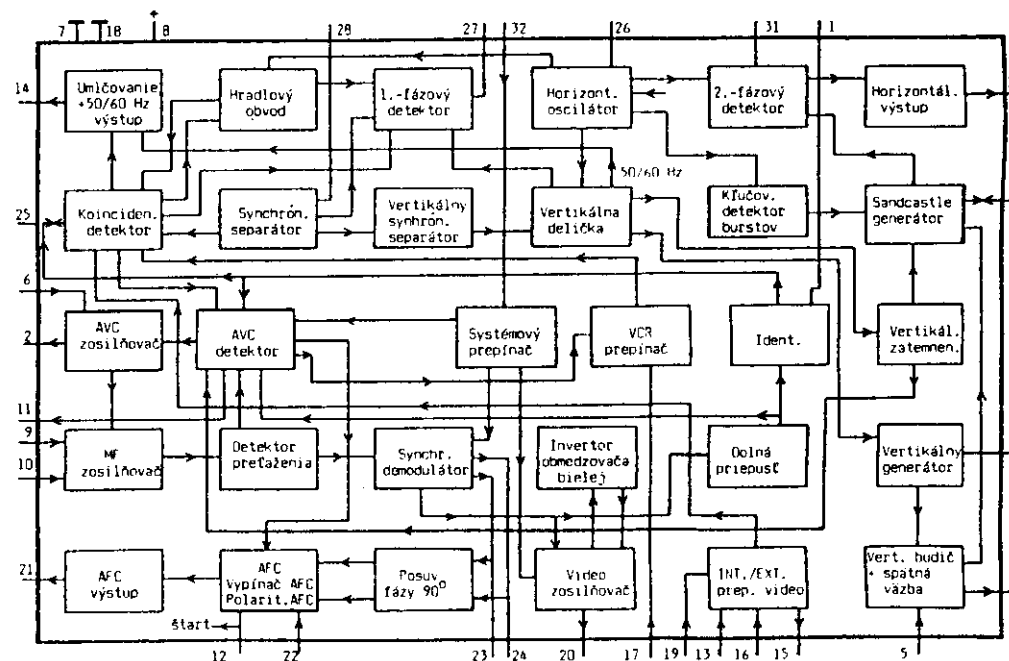 7 18 8 28 27 32 26 31 1
14
Umlčovanie
+50/60 Hz
výstup
Hradlový
obvod
1.-fázový
detektor
Horizont.
oscilátor
2.-fázový
detektor
Horizontál.
výstup
50/60 Hz
25
Koinciden.
detektor
Synchrón.
separátor
Vertikálny
synchrón.
separátor
Vertikálna
delička
Kľúčov.
detektor
burstov
Sandcastle
generátor
6
2
AVC
zosilňovač
AVC
detektor
Systémový
prepínač
VCR
prepínač
Ident.
Vertikál.
zatemnen.
11
9
10
MF
zosilňovač
Detektor
preťaženia
Synchr.
demodulátor
Invertor
obmedzovača
bielej
Dolná
priepusť
Vertikálny
generátor
21
AFC
výstup
AFC
Vypínač AFC
Polarit.AFC
Posuv
fázy 90°
Video
zosilňovač
INT./EXT.
prep. video
Vert. budič
+ spätná
väzba
štart
12 22 23 24 20 17 19 13 16 15 5